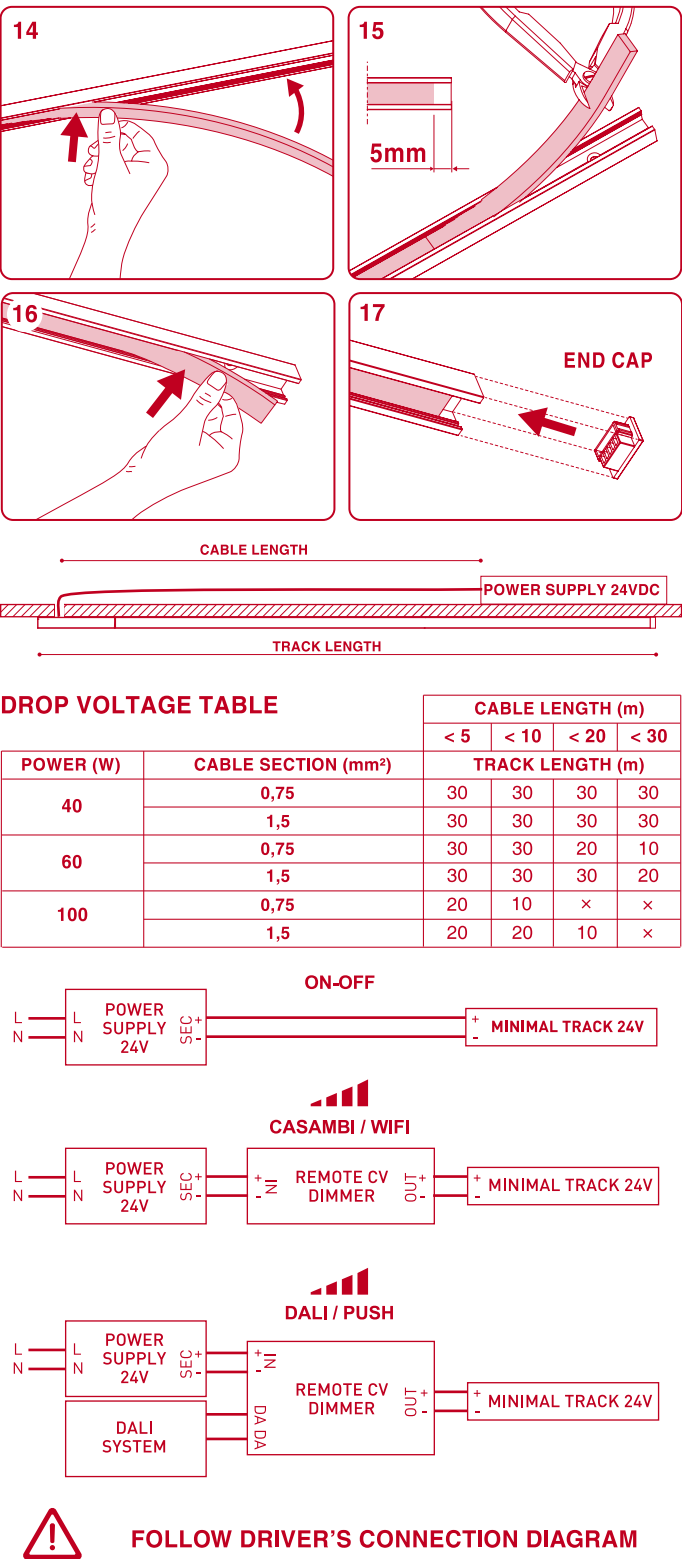 14
15
5mm
16
17
END CAP
CABLE LENGTH
POWER SUPPLY 24VDC
TRACK LENGTH
DROP VOLTAGE TABLE
CABLE LENGTH (m)
< 5 < 10 < 20 < 30
POWER (W) CABLE SECTION (mm²) TRACK LENGTH (m)
40 0,75 30 30 30 30
1,5 30 30 30 30
60 0,75 30 30 20 10
1,5 30 30 30 20
100 0,75 20 10 × ×
1,5 20 20 10 ×
ON-OFF
L L POWER SUPPLY 24V SEC + + MINIMAL TRACK 24V
N N - -
CASAMBI / WIFI
L L POWER SUPPLY 24V SEC + + IN REMOTE CV DIMMER OUT + + MINIMAL TRACK 24V
N N - - - -
DALI / PUSH
L L POWER SUPPLY 24V SEC + + IN
N N - -
REMOTE CV DIMMER OUT + + MINIMAL TRACK 24V
- -
DALI SYSTEM DA DA
! FOLLOW DRIVER'S CONNECTION DIAGRAM